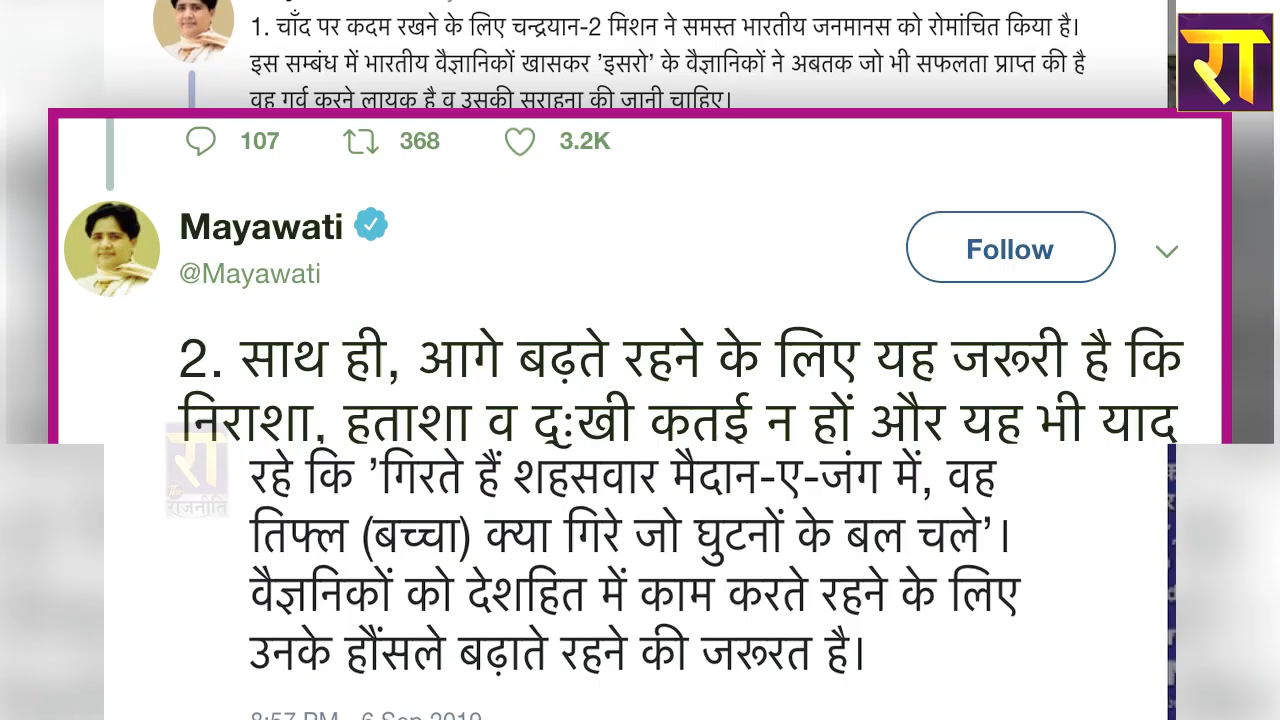 1. चाँद पर कदम रखने के लिए चन्द्रयान-2 मिशन ने समस्त भारतीय जनमानस को रोमांचित किया है।
इस सम्बंध में भारतीय वैज्ञानिकों खासकर 'इसरो' के वैज्ञानिकों ने अबतक जो भी सफलता प्राप्त की है
वह गर्व करने लायक है व उसकी सराहना की जानी चाहिए।
रा
107 368 3.2K
Mayawati
@Mayawati
Follow
2. साथ ही, आगे बढ़ते रहने के लिए यह जरूरी है कि
निराशा, हताशा व दुःखी कतई न हों और यह भी याद
रहे कि 'गिरते हैं शहसवार मैदान-ए-जंग में, वह
तिफ्ल (बच्चा) क्या गिरे जो घुटनों के बल चले'।
वैज्ञनिकों को देशहित में काम करते रहने के लिए
उनके हौंसले बढ़ाते रहने की जरूरत है।
रा
The
राजनीति
8:57 PM - 6 Sep 2019